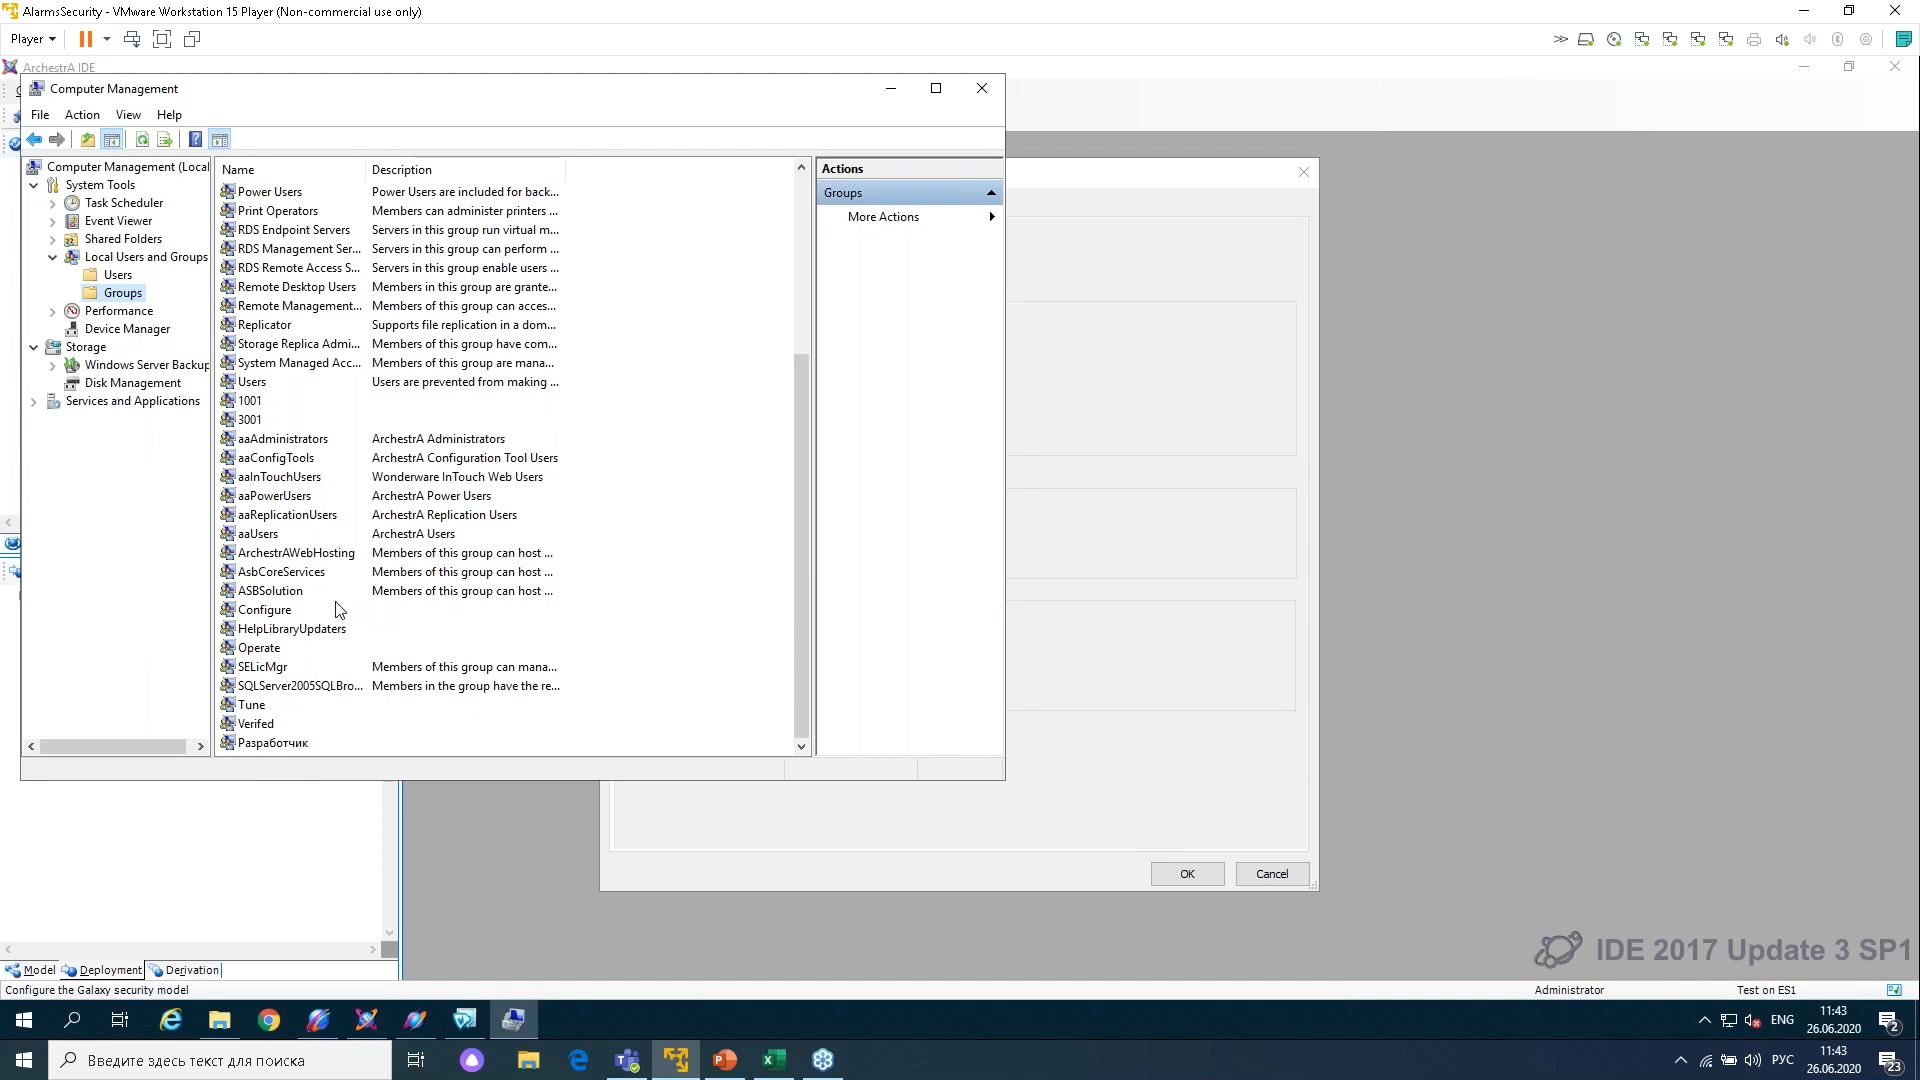 AlarmsSecurity - VMware Workstation 15 Player (Non-commercial use only)
Player
ArchestrA IDE
Computer Management
File Action View Help
Computer Management (Local
System Tools
Task Scheduler
Event Viewer
Shared Folders
Local Users and Groups
Users
Groups
Performance
Device Manager
Storage
Windows Server Backup
Disk Management
Services and Applications
Name Description
Power Users Power Users are included for back...
Print Operators Members can administer printers ...
RDS Endpoint Servers Servers in this group run virtual m...
RDS Management Ser... Servers in this group can perform ...
RDS Remote Access S... Servers in this group enable users ...
Remote Desktop Users Members in this group are grante...
Remote Management... Members of this group can acces...
Replicator Supports file replication in a dom...
Storage Replica Admi... Members of this group have com...
System Managed Acc... Members of this group are mana...
Users Users are prevented from making ...
1001
3001
aaAdministrators ArchestrA Administrators
aaConfigTools ArchestrA Configuration Tool Users
aaInTouchUsers Wonderware InTouch Web Users
aaPowerUsers ArchestrA Power Users
aaReplicationUsers ArchestrA Replication Users
aaUsers ArchestrA Users
ArchestrAWebHosting Members of this group can host ...
AsbCoreServices Members of this group can host ...
ASBSolution Members of this group can host ...
Configure
HelpLibraryUpdaters
Operate
SELicMgr Members of this group can mana...
SQLServer2005SQLBro... Members in the group have the re...
Tune
Verifed
Разработчик
Actions
Groups
More Actions
OK Cancel
IDE 2017 Update 3 SP1
Model Deployment Derivation
Configure the Galaxy security model Administrator Test on ES1
ENG 11:43
26.06.2020
2
Введите здесь текст для поиска
РУС 11:43
26.06.2020
23